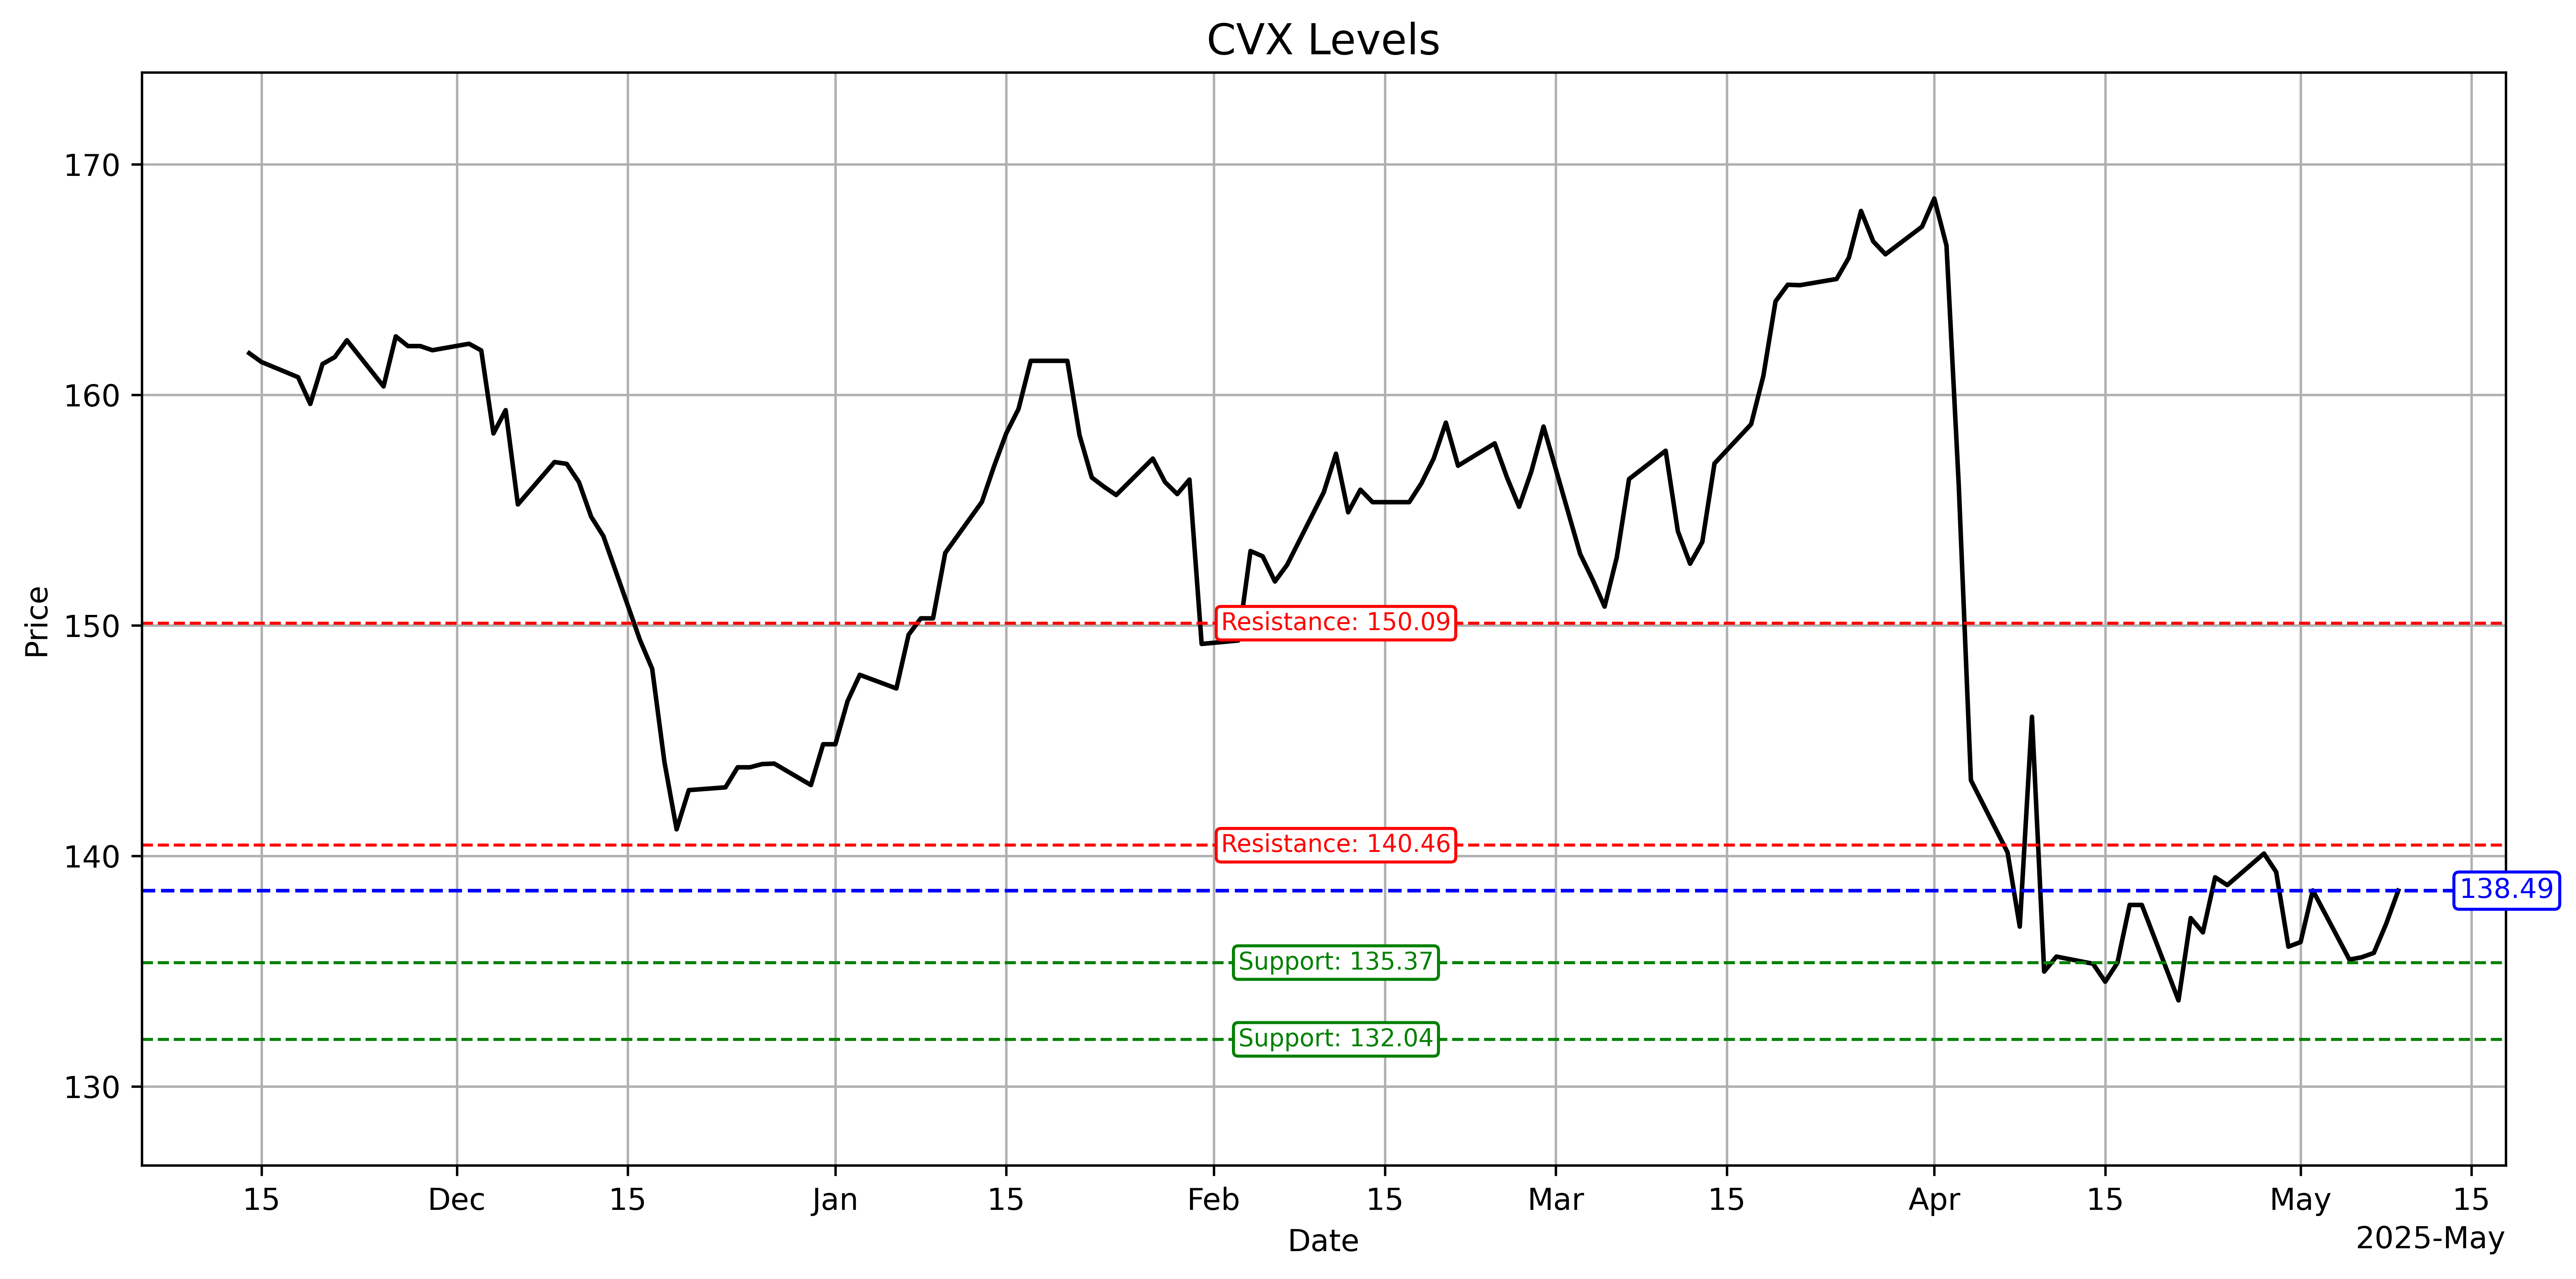 CVX Levels
170
160
150
140
130
Price
Resistance: 150.09
Resistance: 140.46
138.49
Support: 135.37
Support: 132.04
15 Dec 15 Jan 15 Feb 15 Mar 15 Apr 15 May 15
Date
2025-May